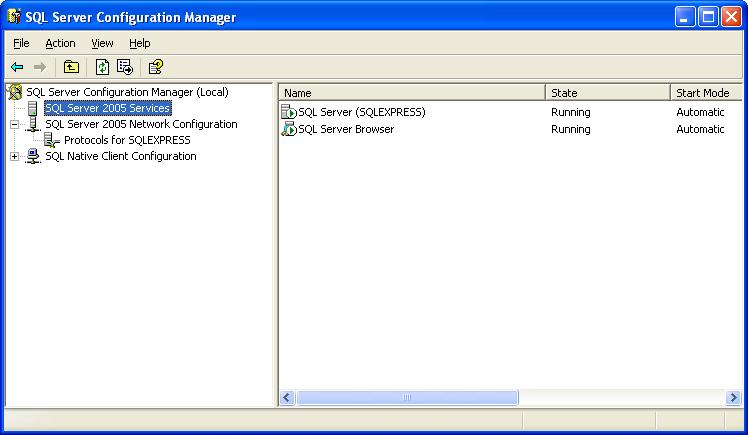 SQL Server Configuration Manager
File Action View Help
SQL Server Configuration Manager (Local)
SQL Server 2005 Services
SQL Server 2005 Network Configuration
Protocols for SQLEXPRESS
SQL Native Client Configuration
Name State Start Mode
SQL Server (SQLEXPRESS) Running Automatic
SQL Server Browser Running Automatic